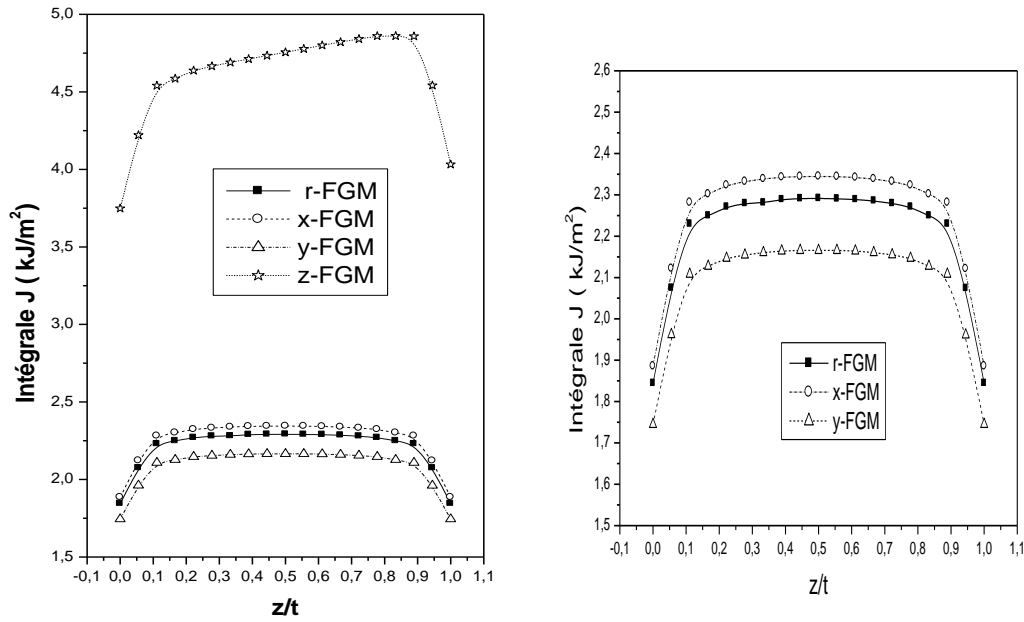 5,0
4,5
4,0
3,5
3,0
2,5
2,0
1,5
Intégrale J ( kJ/m²)
r-FGM
x-FGM
y-FGM
z-FGM
-0,1 0,0 0,1 0,2 0,3 0,4 0,5 0,6 0,7 0,8 0,9 1,0 1,1
z/t
2,6
2,5
2,4
2,3
2,2
2,1
2,0
1,9
1,8
1,7
1,6
1,5
Intégrale J ( kJ/m²)
r-FGM
x-FGM
y-FGM
-0,1 0,0 0,1 0,2 0,3 0,4 0,5 0,6 0,7 0,8 0,9 1,0 1,1
z/t